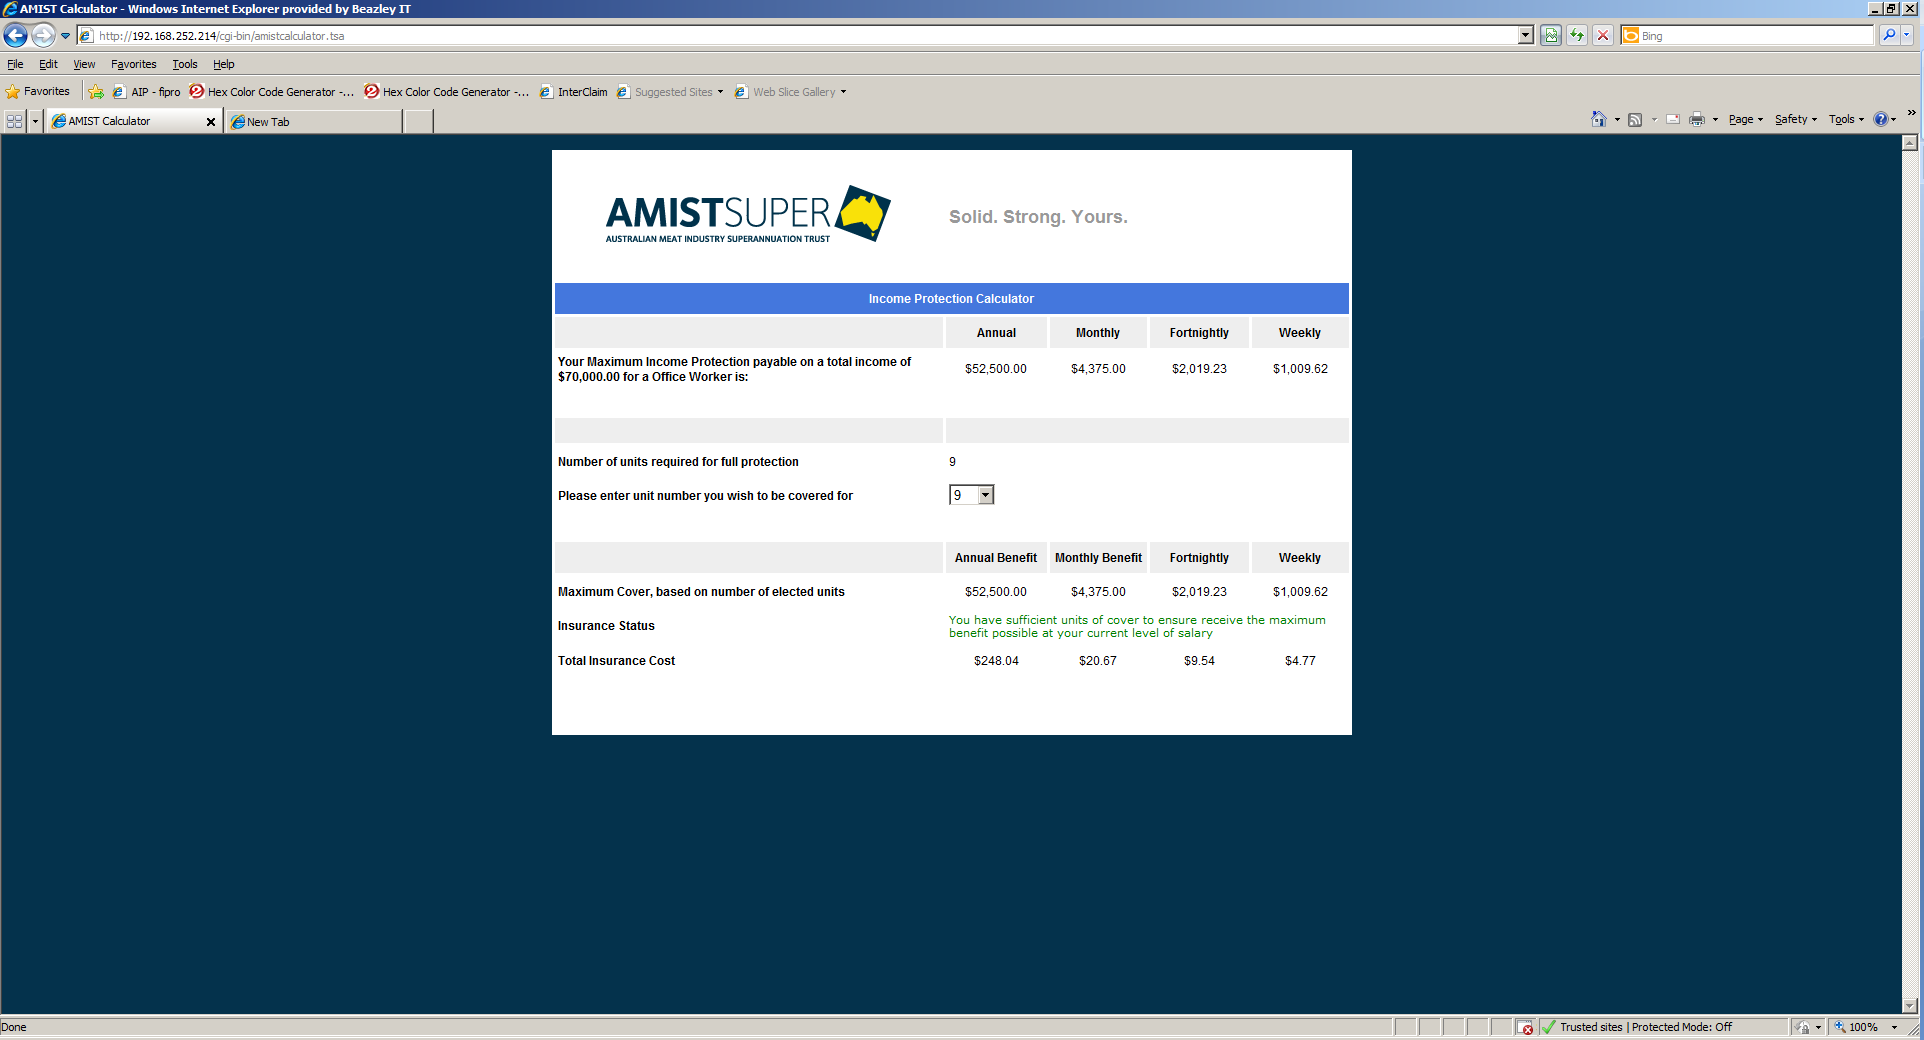 AMIST Calculator - Windows Internet Explorer provided by Beazley IT
http://192.168.252.214/cgi-bin/amistcalculator.tsa
Bing
File Edit View Favorites Tools Help
Favorites AIP - fipro Hex Color Code Generator -... Hex Color Code Generator -... InterClaim Suggested Sites Web Slice Gallery
AMIST Calculator New Tab Page Safety Tools »
AMISTSUPER
AUSTRALIAN MEAT INDUSTRY SUPERANNUATION TRUST
Solid. Strong. Yours.
Income Protection Calculator
Annual Monthly Fortnightly Weekly
Your Maximum Income Protection payable on a total income of
$70,000.00 for a Office Worker is:
$52,500.00 $4,375.00 $2,019.23 $1,009.62
Number of units required for full protection 9
Please enter unit number you wish to be covered for 9
Annual Benefit Monthly Benefit Fortnightly Weekly
Maximum Cover, based on number of elected units $52,500.00 $4,375.00 $2,019.23 $1,009.62
Insurance Status
You have sufficient units of cover to ensure receive the maximum
benefit possible at your current level of salary
Total Insurance Cost $248.04 $20.67 $9.54 $4.77
Done Trusted sites | Protected Mode: Off 100%